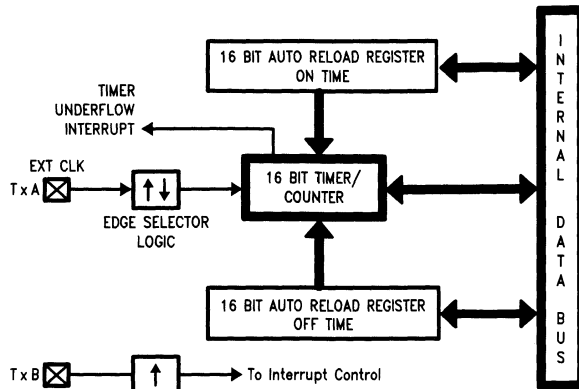 16 BIT AUTO RELOAD REGISTER
ON TIME
TIMER
UNDERFLOW
INTERRUPT
EXT CLK
TxA
EDGE SELECTOR
LOGIC
16 BIT TIMER/
COUNTER
16 BIT AUTO RELOAD REGISTER
OFF TIME
TxB
To Interrupt Control
INTERNAL DATA BUS